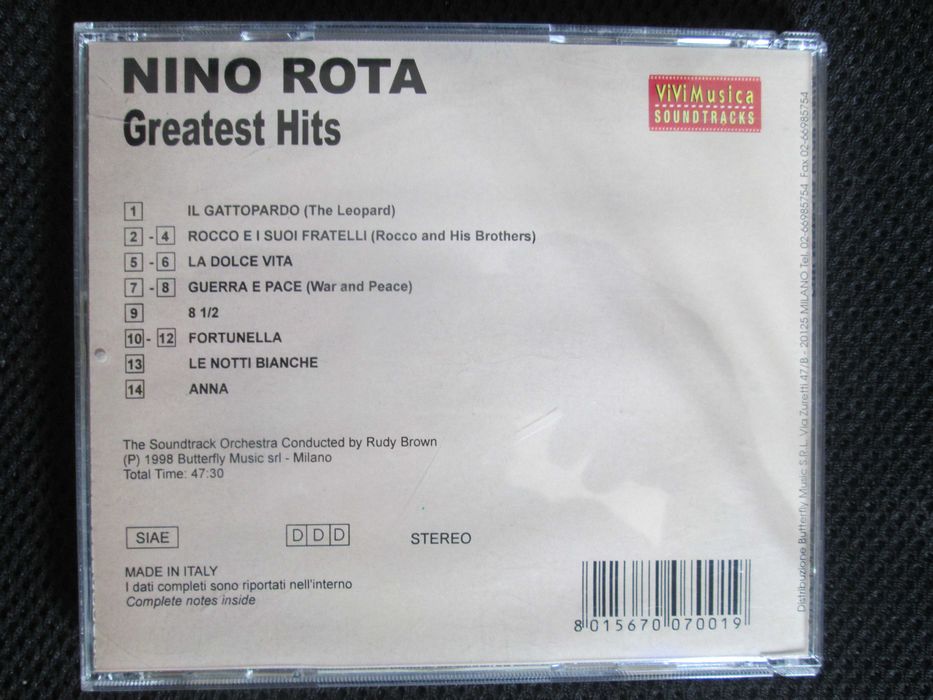 NINO ROTA
Greatest Hits
ViViMusica
SOUNDTRACKS
1 IL GATTOPARDO (The Leopard)
2 - 4 ROCCO E I SUOI FRATELLI (Rocco and His Brothers)
5 - 6 LA DOLCE VITA
7 - 8 GUERRA E PACE (War and Peace)
9 8 1/2
10 - 12 FORTUNELLA
13 LE NOTTI BIANCHE
14 ANNA
The Soundtrack Orchestra Conducted by Rudy Brown
(P) 1998 Butterfly Music srl - Milano
Total Time: 47:30
SIAE DDD STEREO
MADE IN ITALY
I dati completi sono riportati nell'interno
Complete notes inside
8 015670 070019
Distribuzione Butterfly Music S.R.L. Via Zuretti 47/B - 20125 MILANO Tel. 02-66985754 Fax 02-66985754